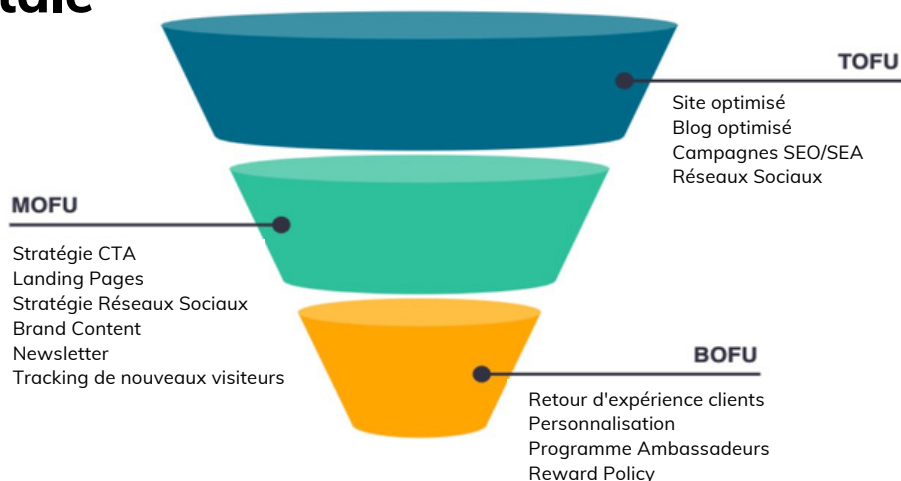 TOFU
Site optimisé
Blog optimisé
Campagnes SEO/SEA
Réseaux Sociaux
MOFU
Stratégie CTA
Landing Pages
Stratégie Réseaux Sociaux
Brand Content
Newsletter
Tracking de nouveaux visiteurs
BOFU
Retour d'expérience clients
Personnalisation
Programme Ambassadeurs
Reward Policy